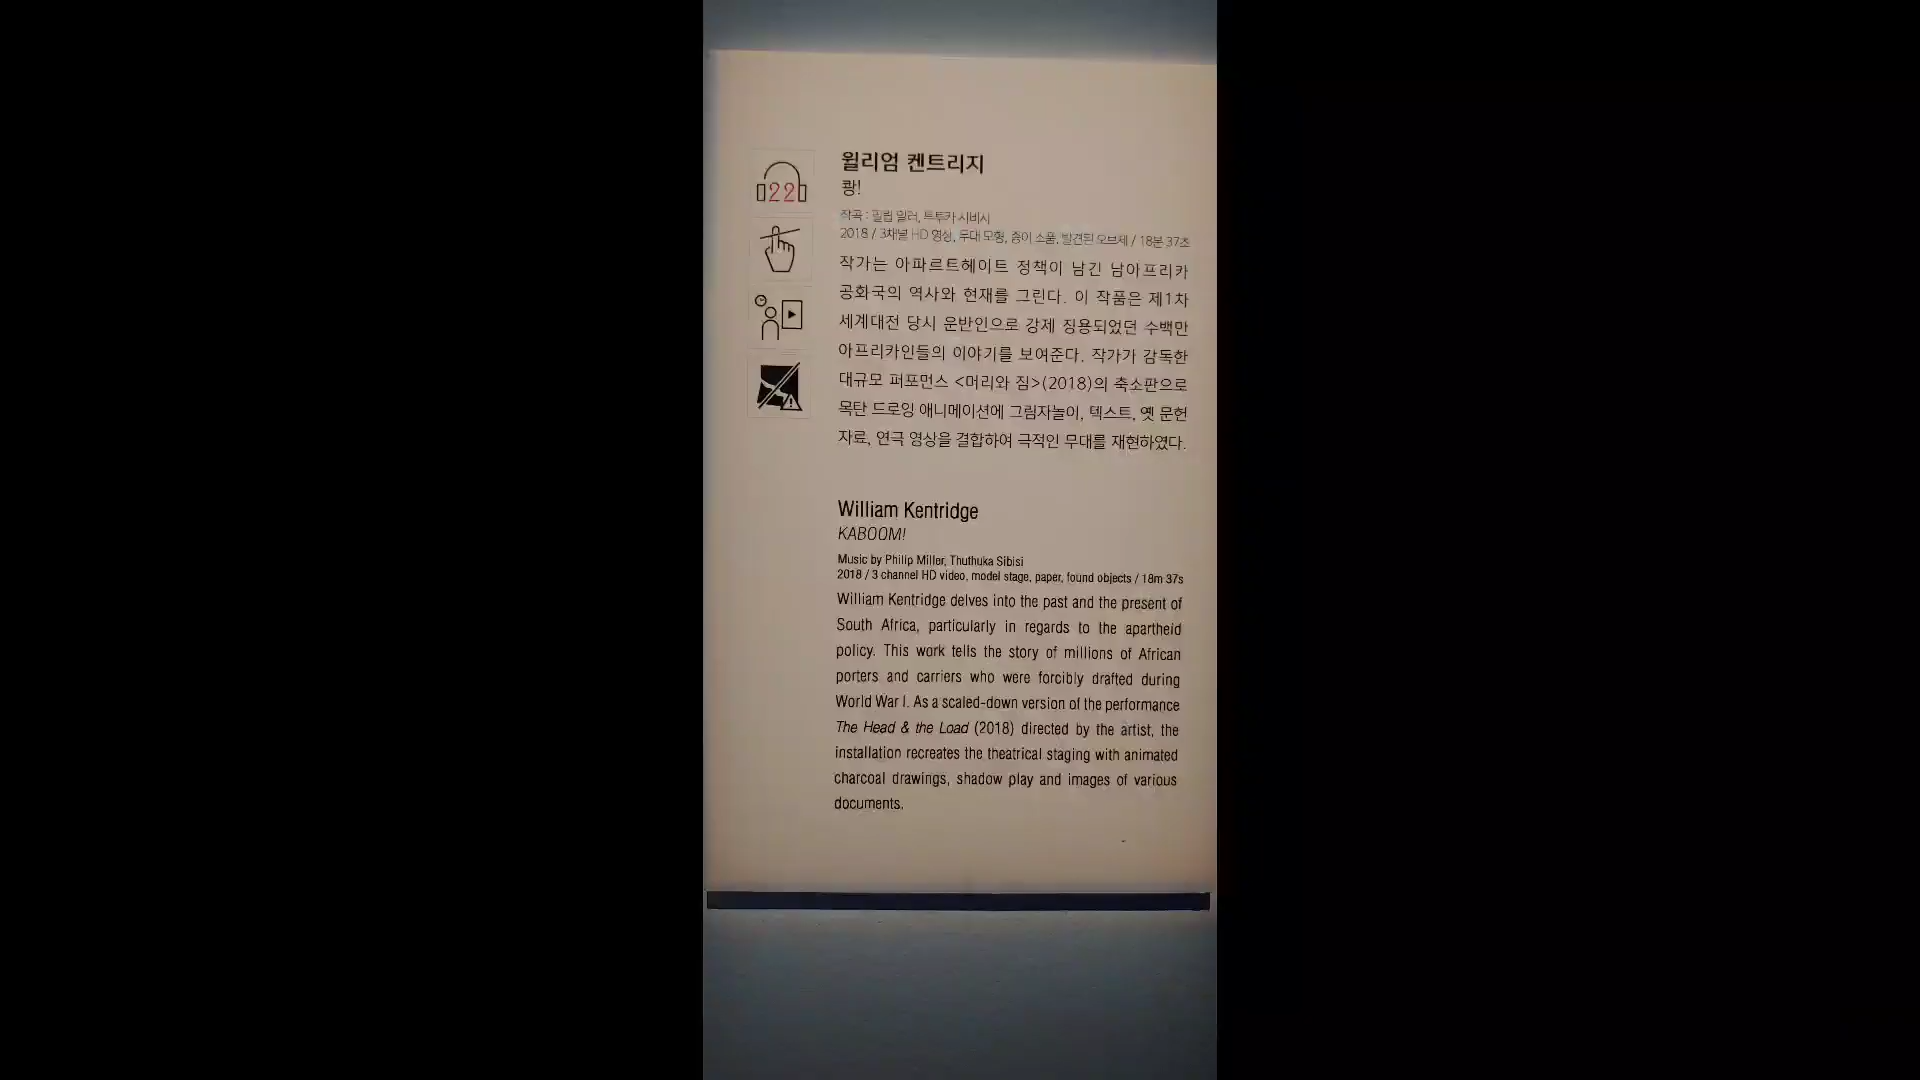 22
윌리엄 켄트리지
쾅!
작곡 : 필립 밀러, 투투카 시비시
2018 / 3채널 HD 영상, 무대 모형, 종이 소품, 발견된 오브제 / 18분 37초
작가는 아파르트헤이트 정책이 남긴 남아프리카
공화국의 역사와 현재를 그린다. 이 작품은 제1차
세계대전 당시 운반인으로 강제 징용되었던 수백만
아프리카인들의 이야기를 보여준다. 작가가 감독한
대규모 퍼포먼스 <머리와 짐>(2018)의 축소판으로
목탄 드로잉 애니메이션에 그림자놀이, 텍스트, 옛 문헌
자료, 연극 영상을 결합하여 극적인 무대를 재현하였다.
William Kentridge
KABOOM!
Music by Philip Miller, Thuthuka Sibisi
2018 / 3 channel HD video, model stage, paper, found objects / 18m 37s
William Kentridge delves into the past and the present of
South Africa, particularly in regards to the apartheid
policy. This work tells the story of millions of African
porters and carriers who were forcibly drafted during
World War I. As a scaled-down version of the performance
The Head & the Load (2018) directed by the artist, the
installation recreates the theatrical staging with animated
charcoal drawings, shadow play and images of various
documents.